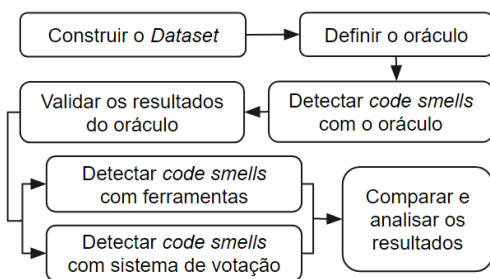 Construir o Dataset
Definir o oráculo
Detectar code smells
com o oráculo
Validar os resultados
do oráculo
Detectar code smells
com ferramentas
Detectar code smells
com sistema de votação
Comparar e
analisar os
resultados